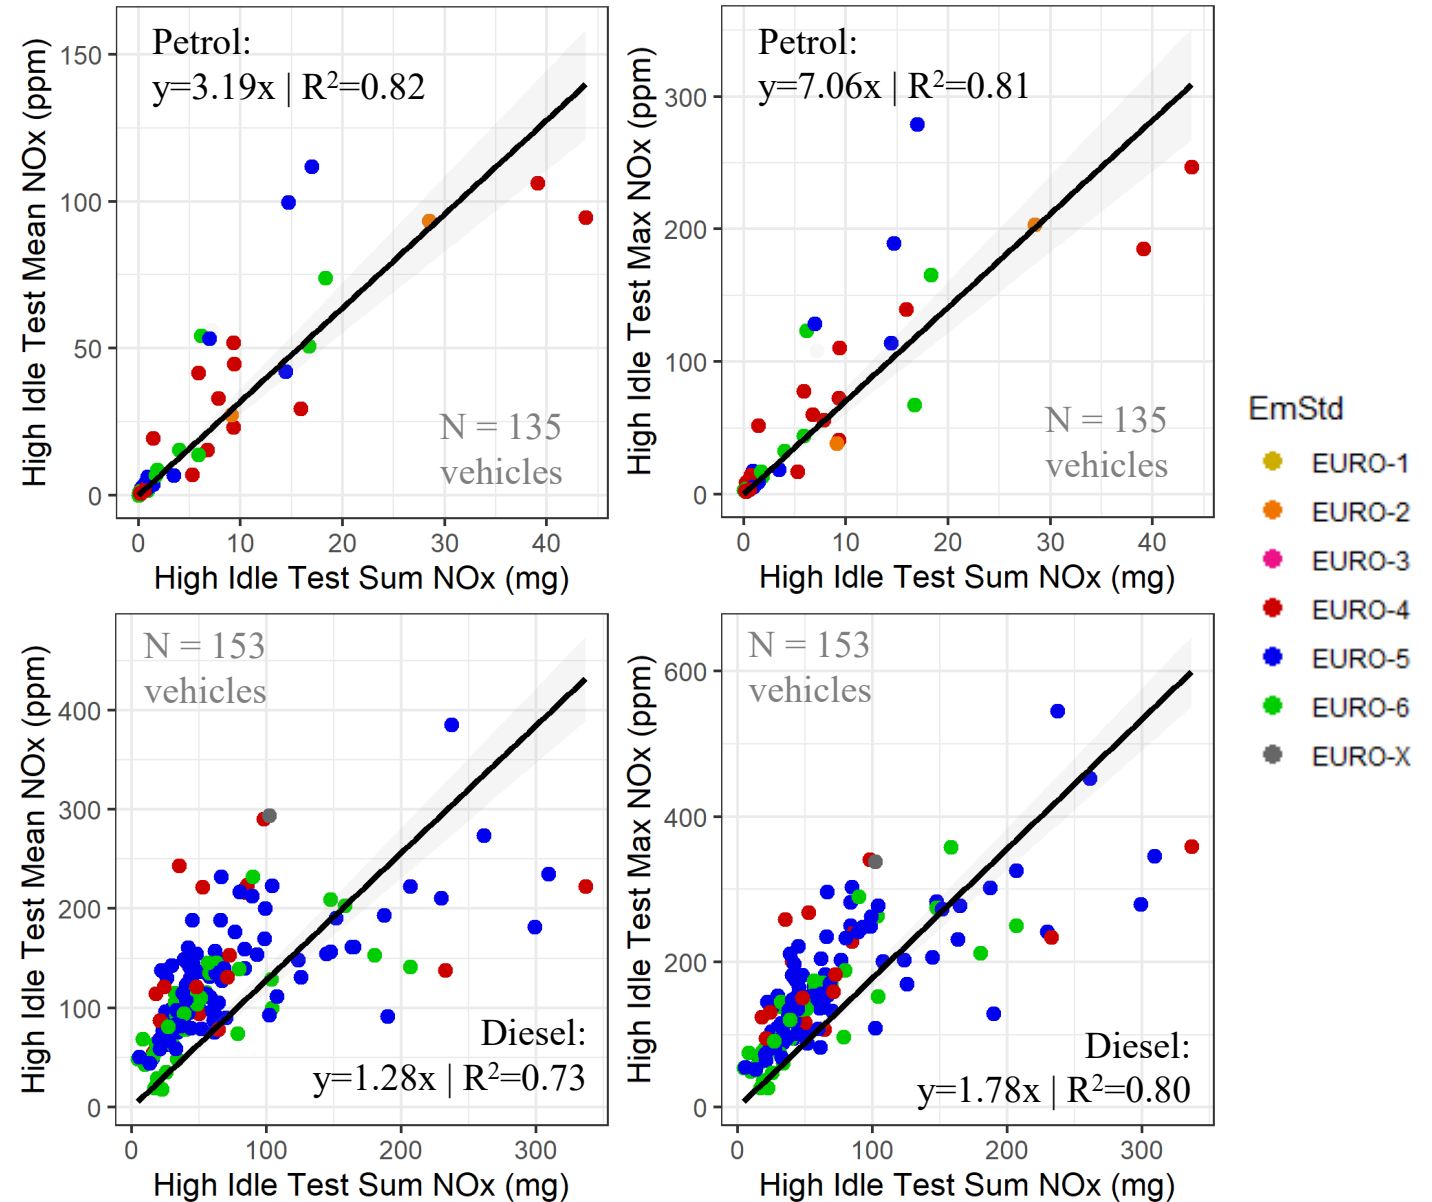 Petrol:
y=3.19x | R²=0.82
N = 135
vehicles
150
100
50
0
0 10 20 30 40
High Idle Test Mean NOx (ppm)
High Idle Test Sum NOx (mg)
Petrol:
y=7.06x | R²=0.81
N = 135
vehicles
300
200
100
0
0 10 20 30 40
High Idle Test Max NOx (ppm)
High Idle Test Sum NOx (mg)
N = 153
vehicles
Diesel:
y=1.28x | R²=0.73
400
300
200
100
0
0 100 200 300
High Idle Test Mean NOx (ppm)
High Idle Test Sum NOx (mg)
N = 153
vehicles
Diesel:
y=1.78x | R²=0.80
600
400
200
0
0 100 200 300
High Idle Test Max NOx (ppm)
High Idle Test Sum NOx (mg)
EmStd
EURO-1
EURO-2
EURO-3
EURO-4
EURO-5
EURO-6
EURO-X